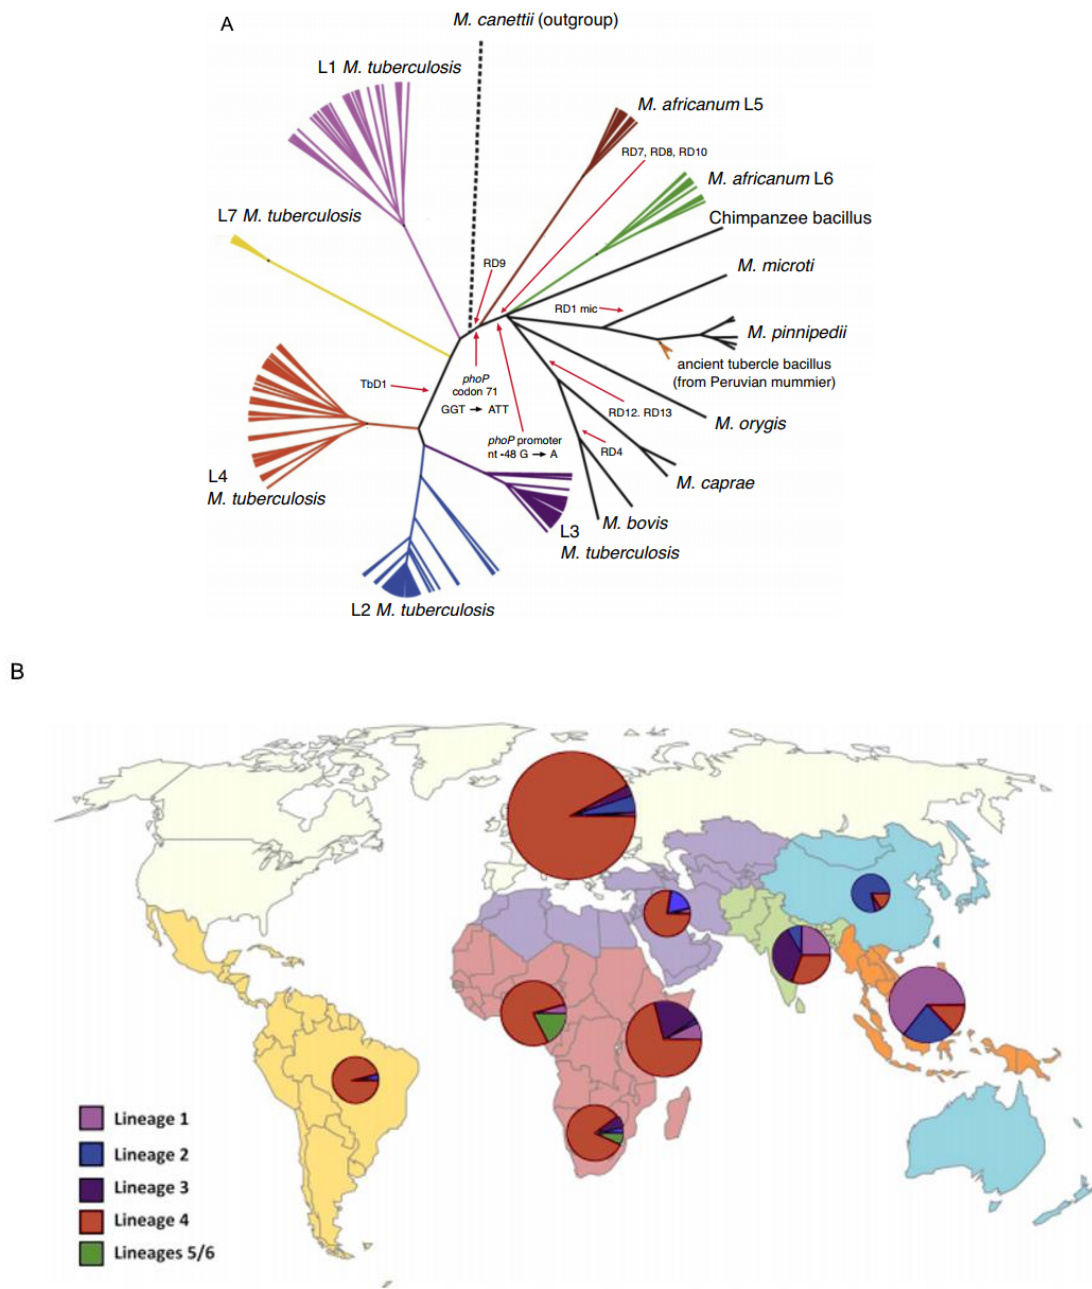 A
M. canettii (outgroup)
L1 M. tuberculosis
M. africanum L5
RD7, RD8, RD10
M. africanum L6
L7 M. tuberculosis
Chimpanzee bacillus
RD9
M. microti
RD1 mic
M. pinnipedii
ancient tubercle bacillus
(from Peruvian mummier)
TbD1
phoP
codon 71
GGT → ATT
RD12. RD13
M. orygis
phoP promoter
nt -48 G → A
RD4
L4
M. tuberculosis
M. caprae
M. bovis
L3
M. tuberculosis
L2 M. tuberculosis
B
Lineage 1
Lineage 2
Lineage 3
Lineage 4
Lineages 5/6